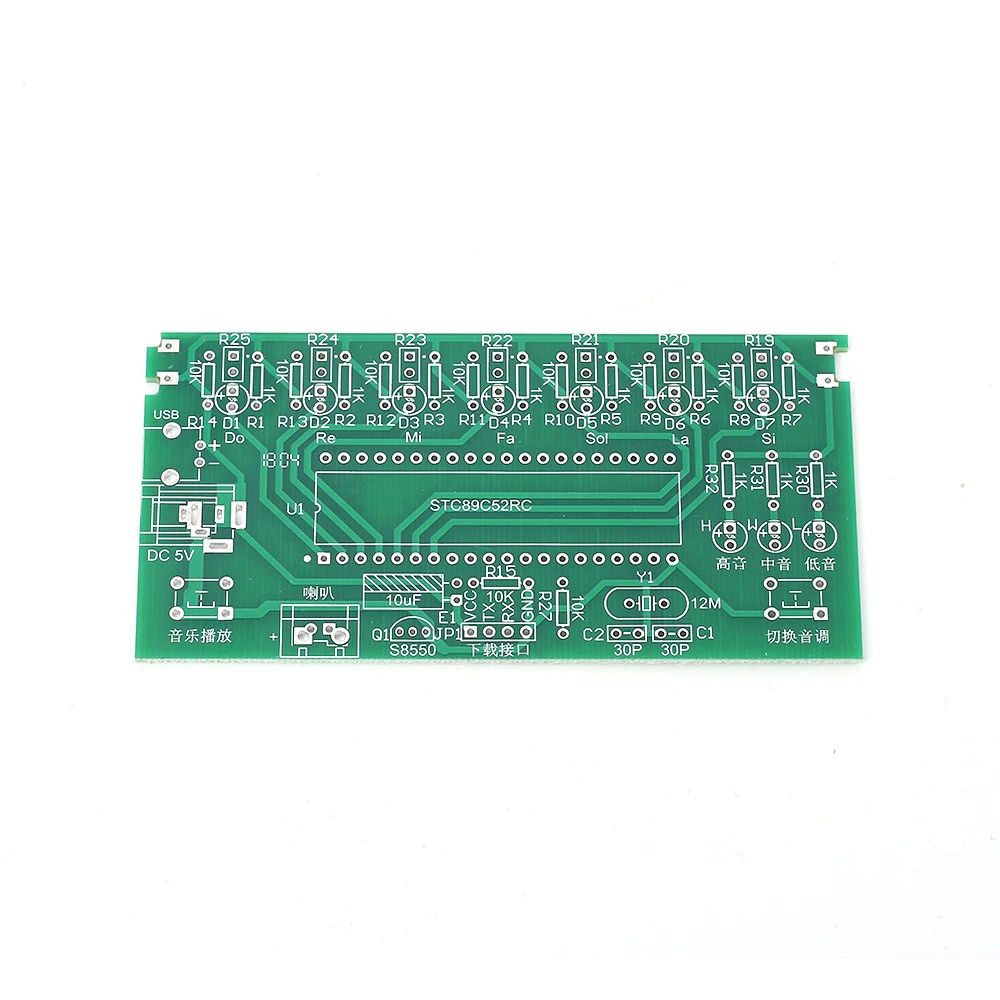 R25 R24 R23 R22 R21 R20 R19
10K 1K 10K 1K 10K 1K 10K 1K 10K 1K 10K 1K 10K 1K
R14 D1 R1 R13 D2 R2 R12 D3 R3 R11 D4 R4 R10 D5 R5 R9 D6 R6 R8 D7 R7
Do Re Mi Fa Sol La Si
USB
+
−
1804
R32 1K R31 1K R30 1K
U1 STC89C52RC
H M L
高音 中音 低音
DC 5V
喇叭
10uF
E1
R15
10K
R27 10K
Y1
12M
VCC TX RX GND
音乐播放
+
Q1
S8550
JP1
下载接口
C2 C1
30P 30P
切换音调